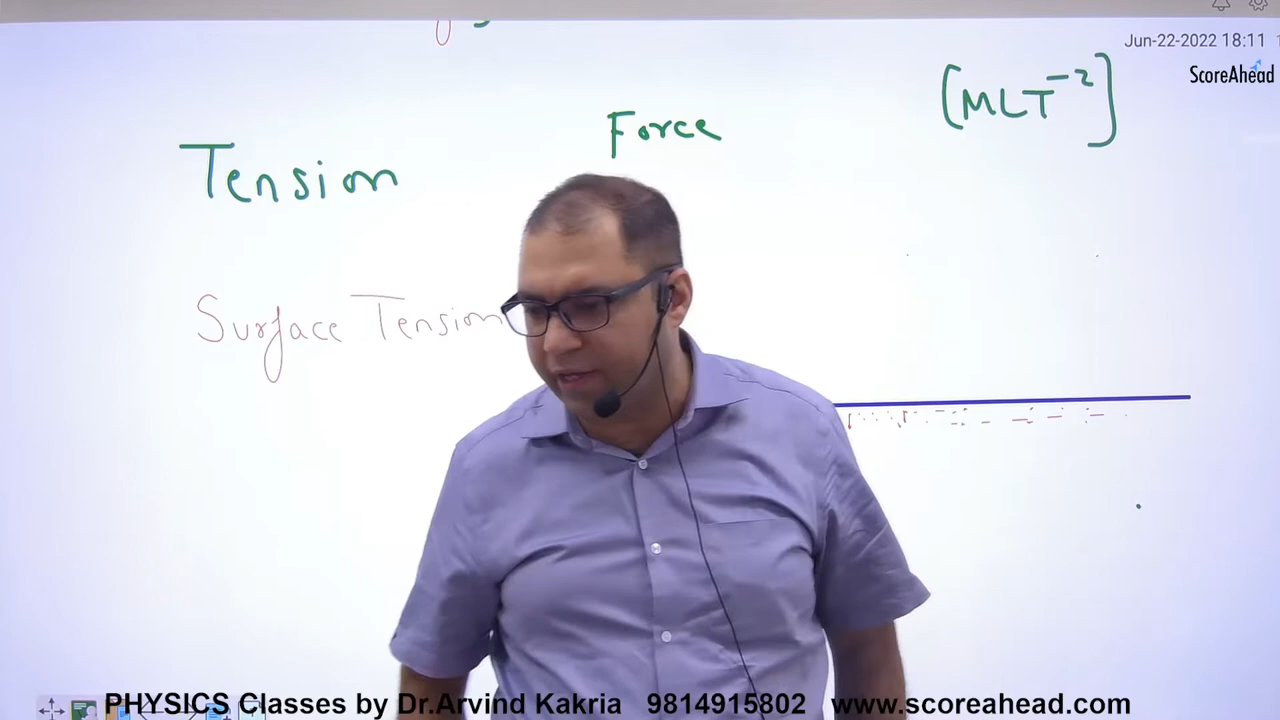 Jun-22-2022 18:11
ScoreAhead
[MLT⁻²]
Force
Tension
Surface Tension
PHYSICS Classes by Dr.Arvind Kakria 9814915802 www.scoreahead.com